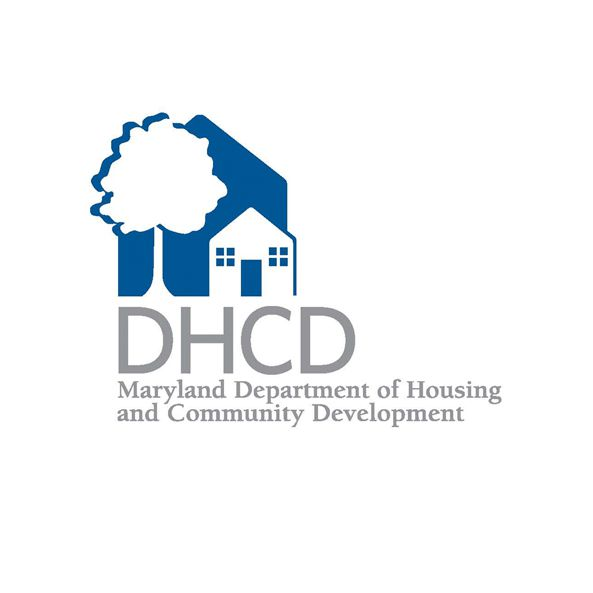 DHCD
Maryland Department of Housing
and Community Development